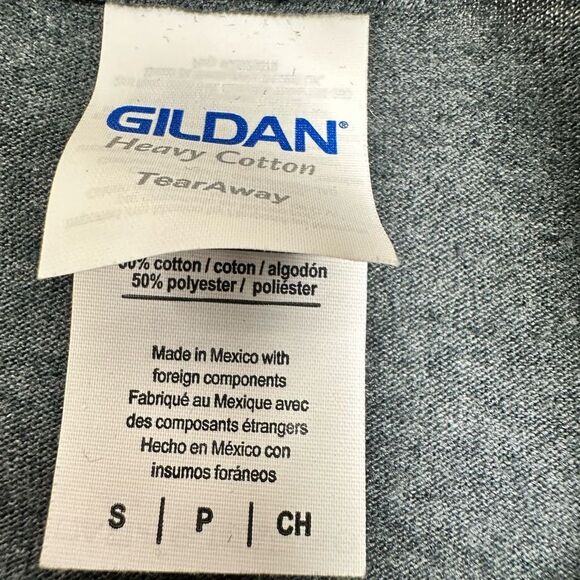 GILDAN®
Heavy Cotton
TearAway
50% cotton / coton / algodón
50% polyester / poliéster
Made in Mexico with
foreign components
Fabriqué au Mexique avec
des composants étrangers
Hecho en México con
insumos foráneos
S | P | CH